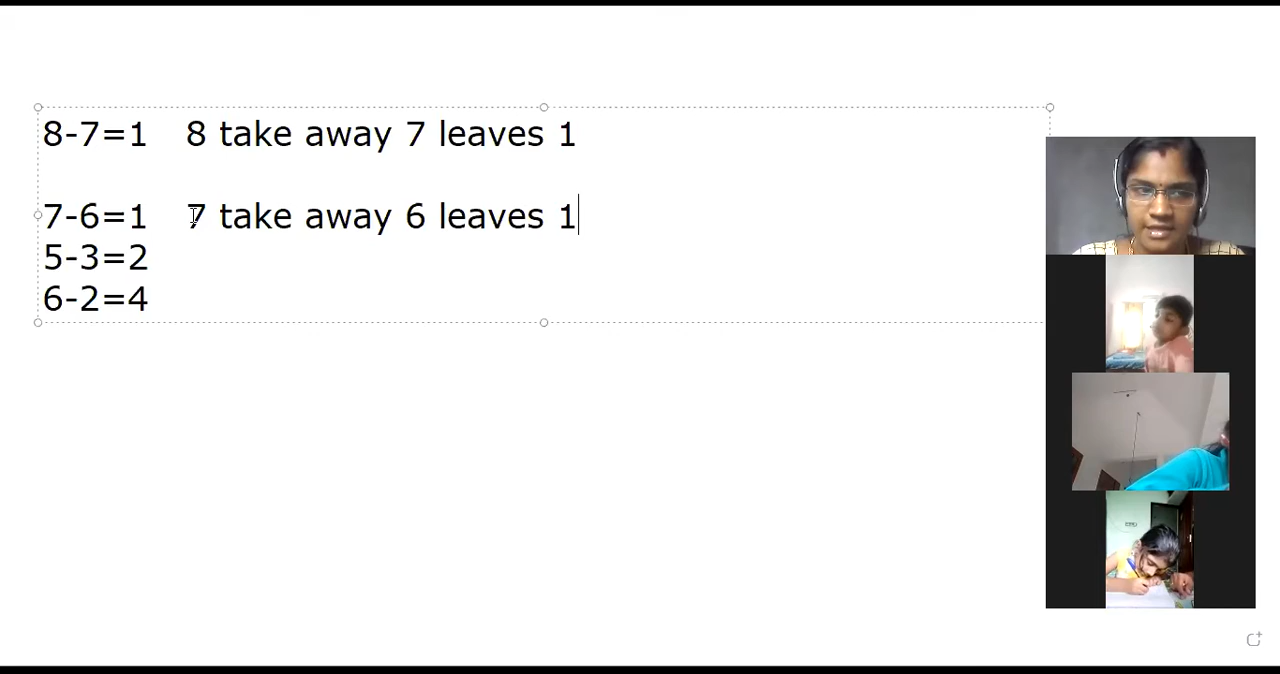 8-7=1 8 take away 7 leaves 1
7-6=1 7 take away 6 leaves 1
5-3=2
6-2=4